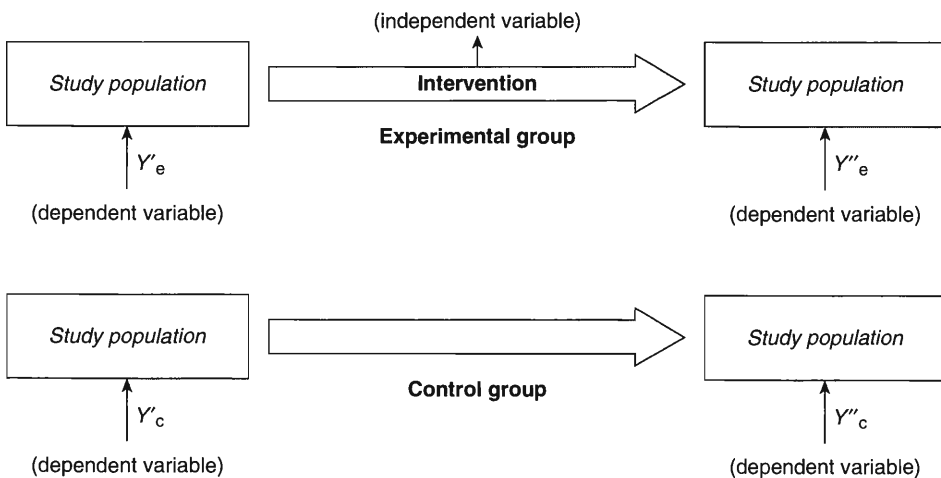 (independent variable)
Study population
Intervention
Study population
Experimental group
Y′e
Y″e
(dependent variable)
(dependent variable)
Study population
Study population
Control group
Y′c
Y″c
(dependent variable)
(dependent variable)